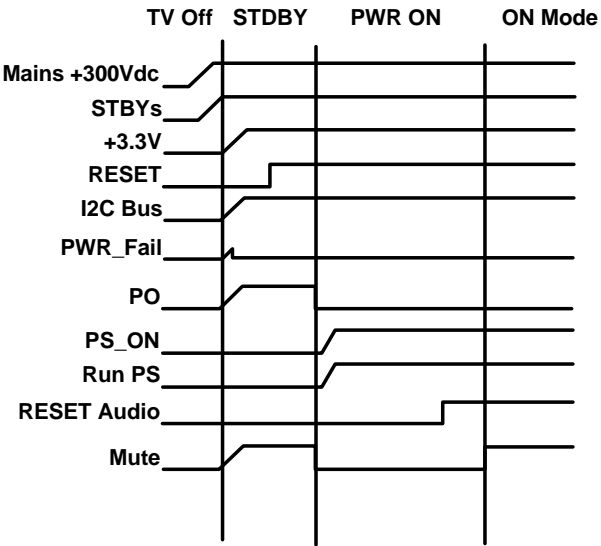 TV Off STDBY PWR ON ON Mode
Mains +300Vdc
STBYs
+3.3V
RESET
I2C Bus
PWR_Fail
PO
PS_ON
Run PS
RESET Audio
Mute